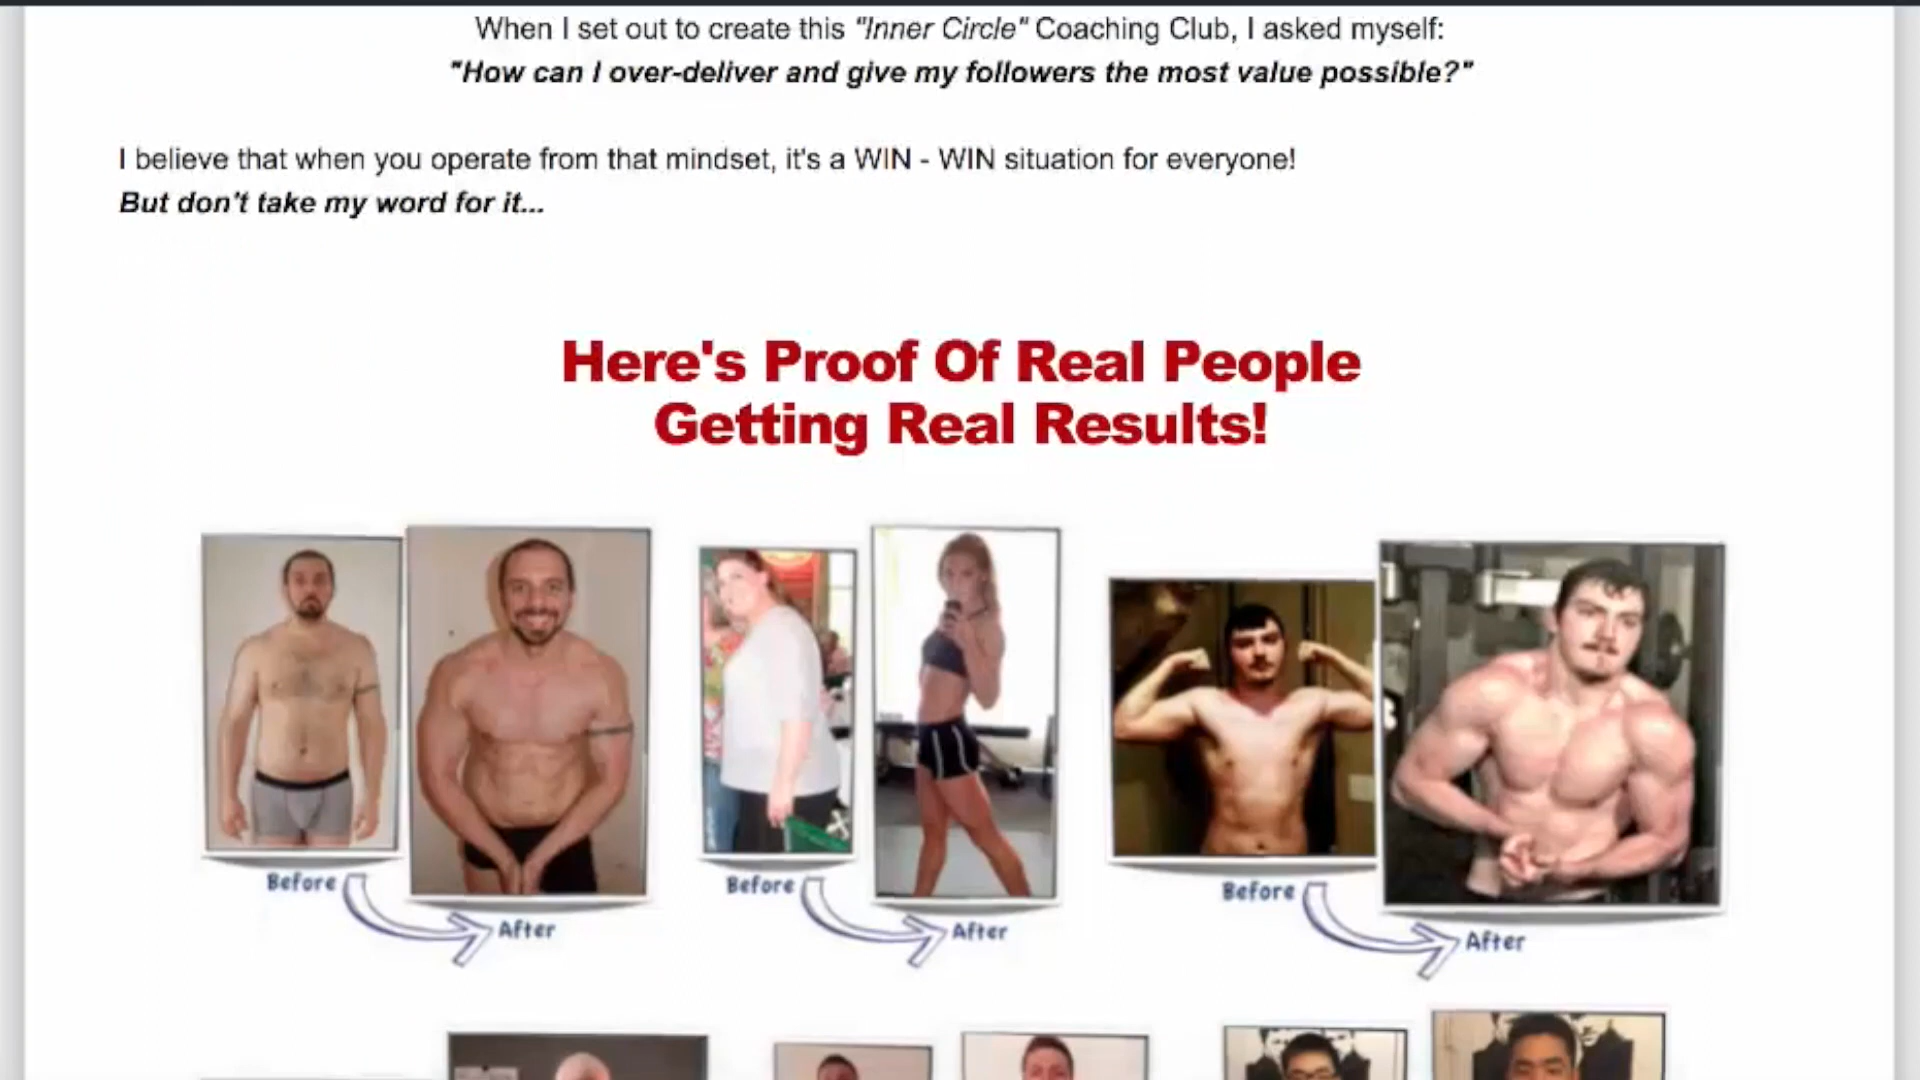 When I set out to create this "Inner Circle" Coaching Club, I asked myself:
"How can I over-deliver and give my followers the most value possible?"
I believe that when you operate from that mindset, it's a WIN - WIN situation for everyone!
But don't take my word for it...
Here's Proof Of Real People
Getting Real Results!
Before
After
Before
After
Before
After